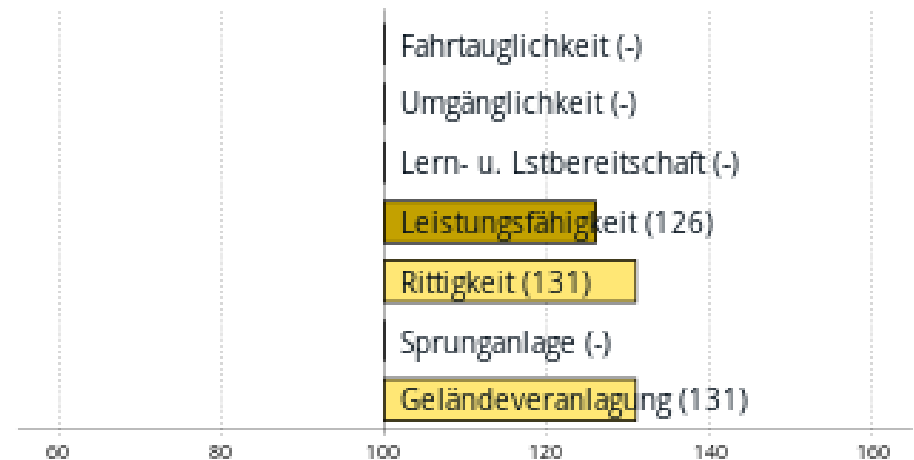 Fahrtauglichkeit (-)
Umgänglichkeit (-)
Lern- u. Lstbereitschaft (-)
Leistungsfähigkeit (126)
Rittigkeit (131)
Sprunganlage (-)
Geländeveranlagung (131)
60 80 100 120 140 160